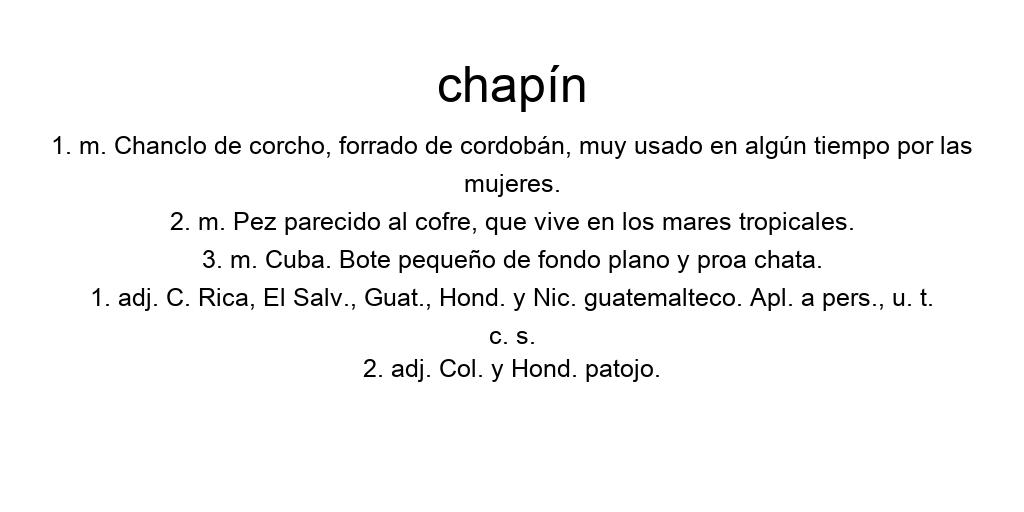 chapín
1. m. Chanclo de corcho, forrado de cordobán, muy usado en algún tiempo por las
mujeres.
2. m. Pez parecido al cofre, que vive en los mares tropicales.
3. m. Cuba. Bote pequeño de fondo plano y proa chata.
1. adj. C. Rica, El Salv., Guat., Hond. y Nic. guatemalteco. Apl. a pers., u. t.
c. s.
2. adj. Col. y Hond. patojo.